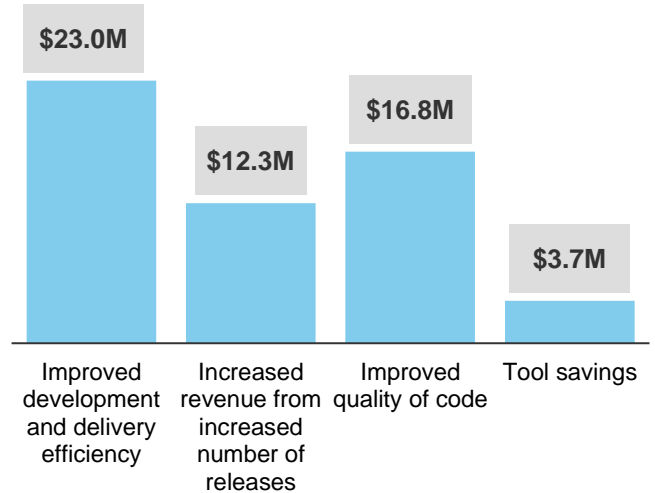 $23.0M
$12.3M
$16.8M
$3.7M
Improved
development
and delivery
efficiency
Increased
revenue from
increased
number of
releases
Improved
quality of code
Tool savings